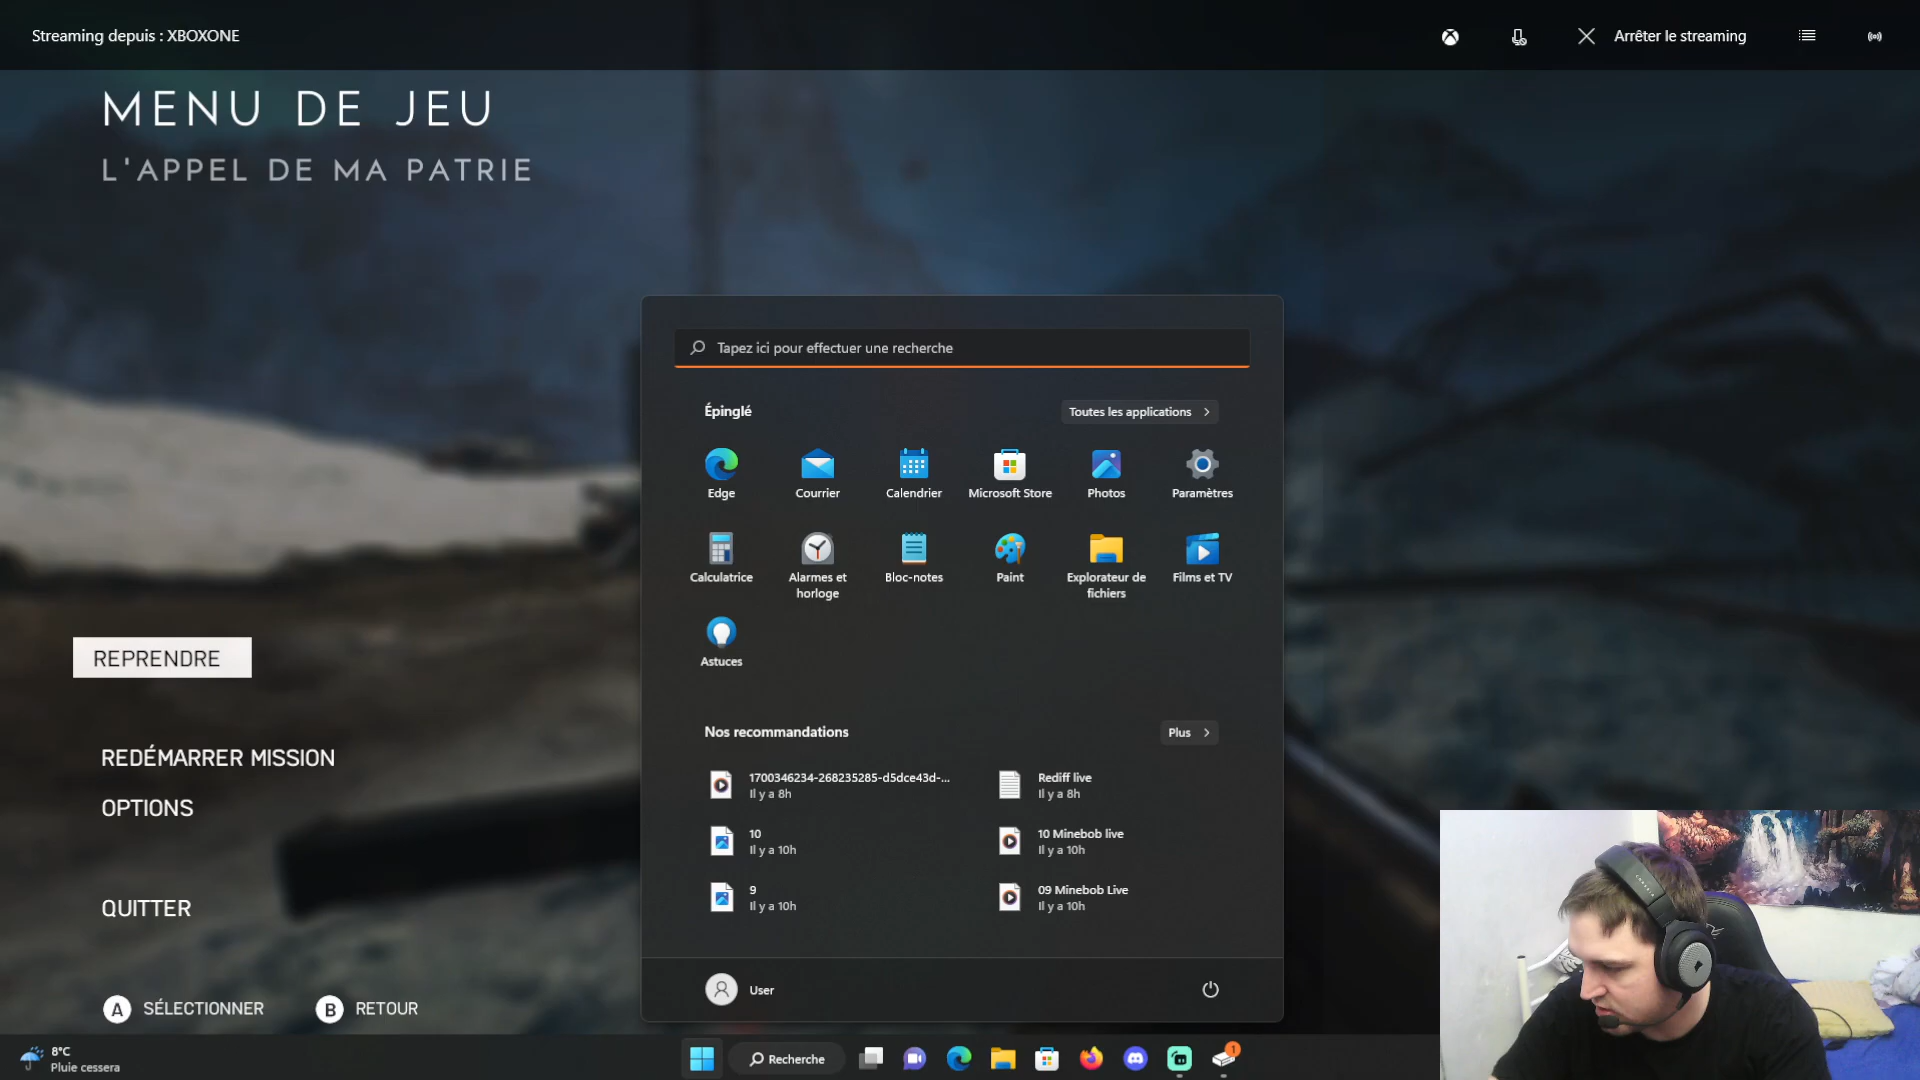 Streaming depuis : XBOXONE
Arrêter le streaming
MENU DE JEU
L'APPEL DE MA PATRIE
Tapez ici pour effectuer une recherche
Épinglé
Toutes les applications
Edge
Courrier
Calendrier
Microsoft Store
Photos
Paramètres
Calculatrice
Alarmes et
horloge
Bloc-notes
Paint
Explorateur de
fichiers
Films et TV
Astuces
REPRENDRE
REDÉMARRER MISSION
OPTIONS
QUITTER
Nos recommandations
Plus
1700346234-268235285-d5dce43d-...
Il y a 8h
Rediff live
Il y a 8h
10
Il y a 10h
10 Minebob live
Il y a 10h
9
Il y a 10h
09 Minebob Live
Il y a 10h
User
A SÉLECTIONNER
B RETOUR
8°C
Pluie cessera
Recherche
1